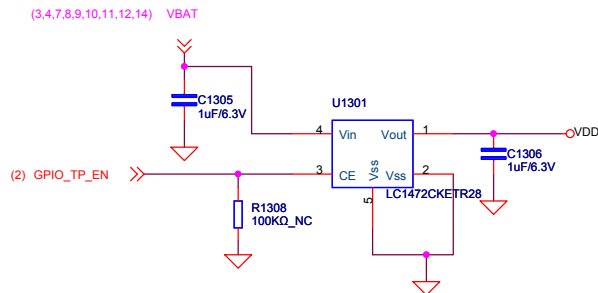 (3,4,7,8,9,10,11,12,14) VBAT
C1305
1uF/6.3V
U1301
4 Vin Vout 1
VDD
C1306
1uF/6.3V
(2) GPIO_TP_EN
3 CE Vss Vss 2
LC1472CKETR28
5
R1308
100KΩ_NC